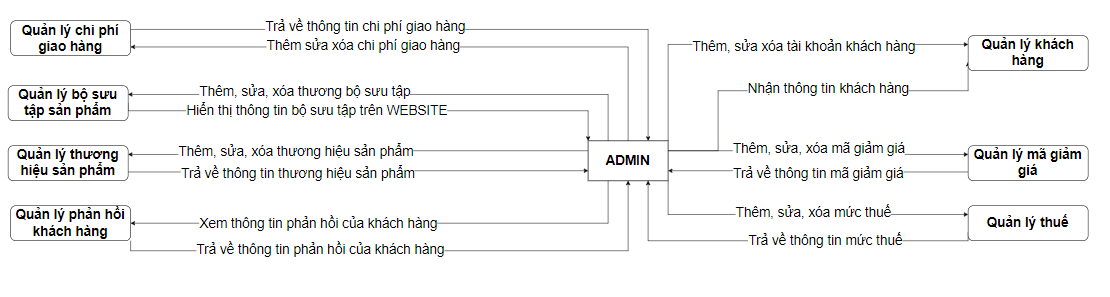 Quản lý chi phí
giao hàng
Trả về thông tin chi phí giao hàng
Thêm sửa xóa chi phí giao hàng
Quản lý bộ sưu
tập sản phẩm
Thêm, sửa, xóa thương bộ sưu tập
Hiển thị thông tin bộ sưu tập trên WEBSITE
Quản lý thương
hiệu sản phẩm
Thêm, sửa, xóa thương hiệu sản phẩm
Trả về thông tin thương hiệu sản phẩm
Quản lý phản hồi
khách hàng
Xem thông tin phản hồi của khách hàng
Trả về thông tin phản hồi của khách hàng
ADMIN
Thêm, sửa xóa tài khoản khách hàng
Nhận thông tin khách hàng
Quản lý khách
hàng
Thêm, sửa, xóa mã giảm giá
Trả về thông tin mã giảm giá
Quản lý mã giảm
giá
Thêm, sửa, xóa mức thuế
Trả về thông tin mức thuế
Quản lý thuế